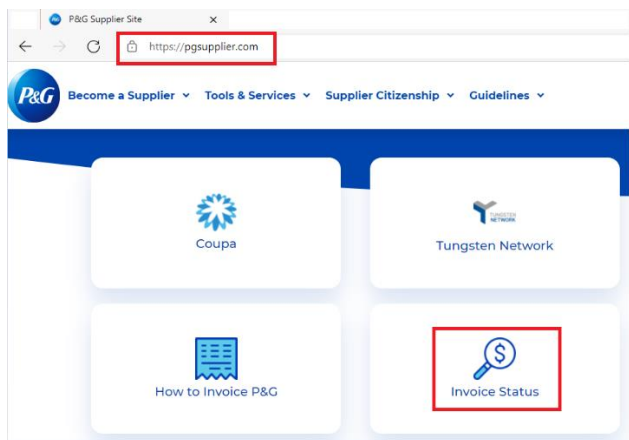 P&G Supplier Site
https://pgsupplier.com
P&G Become a Supplier Tools & Services Supplier Citizenship Guidelines
Coupa
TUNGSTEN
NETWORK
Tungsten Network
$
How to Invoice P&G
Invoice Status